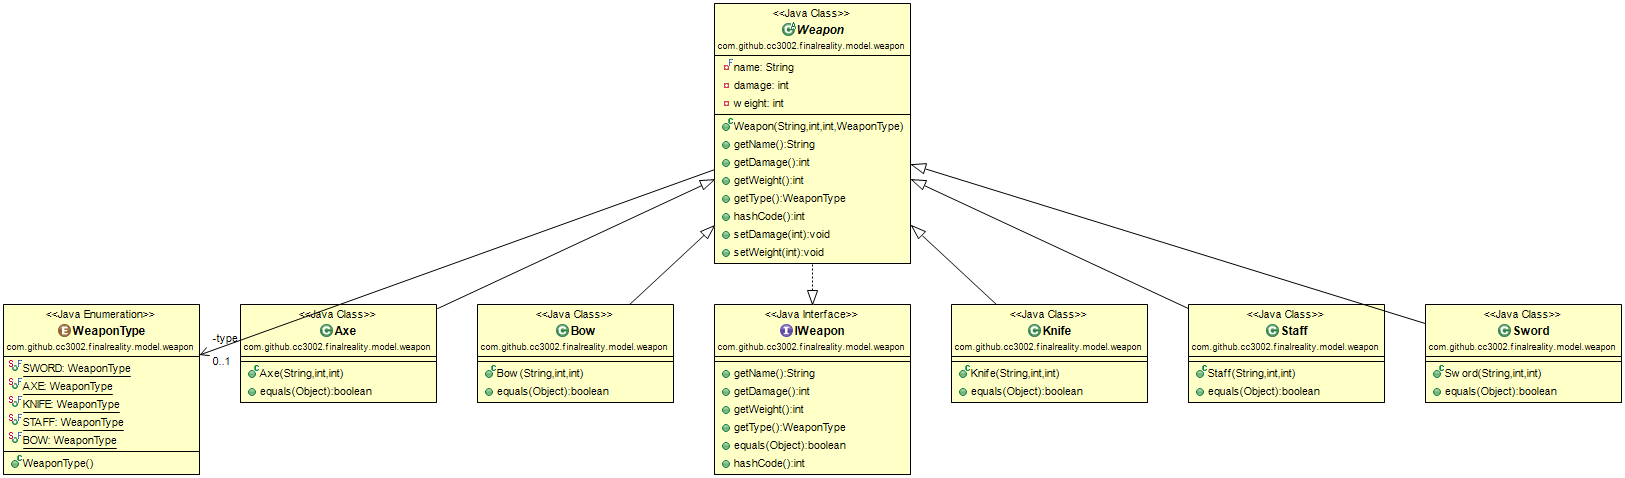 <<Java Class>>
Weapon
com.github.cc3002.finalreality.model.weapon
name: String
damage: int
weight: int
Weapon(String,int,int,WeaponType)
getName():String
getDamage():int
getWeight():int
getType():WeaponType
hashCode():int
setDamage(int):void
setWeight(int):void
<<Java Enumeration>>
WeaponType
com.github.cc3002.finalreality.model.weapon
SWORD: WeaponType
AXE: WeaponType
KNIFE: WeaponType
STAFF: WeaponType
BOW: WeaponType
WeaponType()
-type
0..1
<<Java Class>>
Axe
com.github.cc3002.finalreality.model.weapon
Axe(String,int,int)
equals(Object):boolean
<<Java Class>>
Bow
com.github.cc3002.finalreality.model.weapon
Bow(String,int,int)
equals(Object):boolean
<<Java Interface>>
IWeapon
com.github.cc3002.finalreality.model.weapon
getName():String
getDamage():int
getWeight():int
getType():WeaponType
equals(Object):boolean
hashCode():int
<<Java Class>>
Knife
com.github.cc3002.finalreality.model.weapon
Knife(String,int,int)
equals(Object):boolean
<<Java Class>>
Staff
com.github.cc3002.finalreality.model.weapon
Staff(String,int,int)
equals(Object):boolean
<<Java Class>>
Sword
com.github.cc3002.finalreality.model.weapon
Sword(String,int,int)
equals(Object):boolean